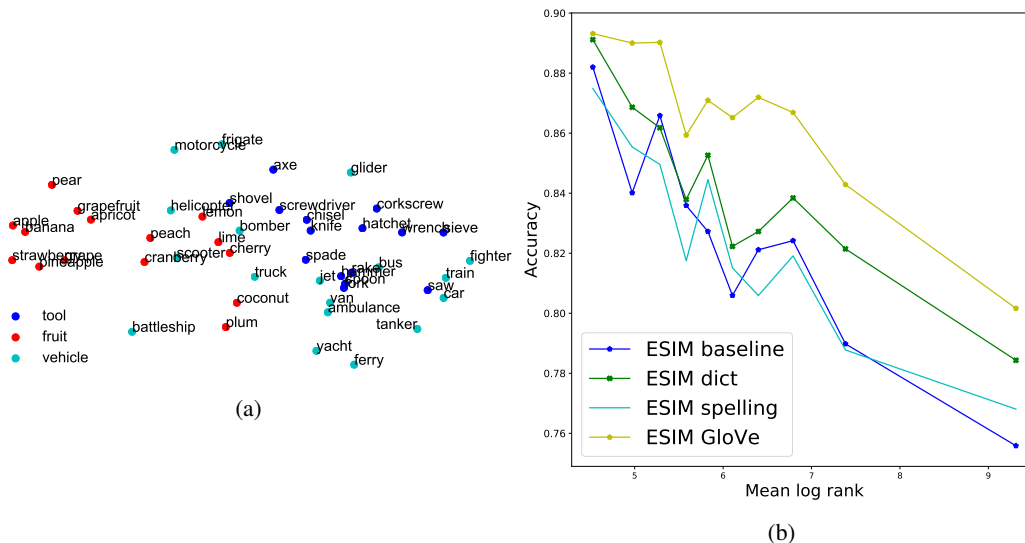 frigate
motorcycle
axe
glider
pear
grapefruit
helicopter
shovel
screwdriver
corkscrew
apple
apricot
lemon
chisel
banana
bomber
knife
hatchet
wrench
sieve
peach
lime
strawberry
grape
pineapple
cranberry
scooter
cherry
spade
bus
fighter
truck
jet
rake
hammer
spoon
fork
train
saw
car
coconut
van
ambulance
battleship
plum
tanker
yacht
ferry
tool
fruit
vehicle
(a)
0.90
0.88
0.86
0.84
0.82
0.80
0.78
0.76
Accuracy
ESIM baseline
ESIM dict
ESIM spelling
ESIM GloVe
5 6 7 8 9
Mean log rank
(b)